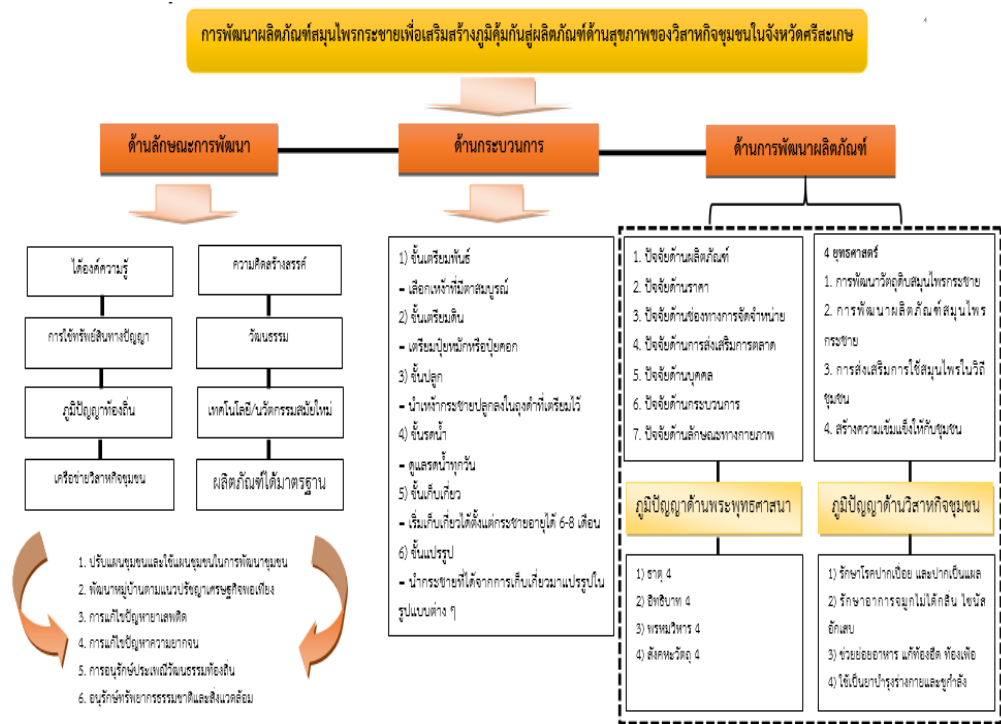 การพัฒนาผลิตภัณฑ์สมุนไพรกระชายเพื่อเสริมสร้างภูมิคุ้มกันสู่ผลิตภัณฑ์ด้านสุขภาพของวิสาหกิจชุมชนในจังหวัดศรีสะเกษ
ด้านลักษณะการพัฒนา
ด้านกระบวนการ
ด้านการพัฒนาผลิตภัณฑ์
ได้องค์ความรู้
การใช้ทรัพย์สินทางปัญญา
ภูมิปัญญาท้องถิ่น
เครือข่ายวิสาหกิจชุมชน
ความคิดสร้างสรรค์
วัฒนธรรม
เทคโนโลยี/นวัตกรรมสมัยใหม่
ผลิตภัณฑ์ได้มาตรฐาน
1. ปรับแผนชุมชนและใช้แผนชุมชนในการพัฒนาชุมชน
2. พัฒนาหมู่บ้านตามแนวปรัชญาเศรษฐกิจพอเพียง
3. การแก้ไขปัญหายาเสพติด
4. การแก้ไขปัญหาความยากจน
5. การอนุรักษ์ประเพณีวัฒนธรรมท้องถิ่น
6. อนุรักษ์ทรัพยากรธรรมชาติและสิ่งแวดล้อม
1) ขั้นเตรียมพันธ์
- เลือกเหง้าที่มีตาสมบูรณ์
2) ขั้นเตรียมดิน
- เตรียมปุ๋ยหมักหรือปุ๋ยคอก
3) ขั้นปลูก
- นำเหง้ากระชายปลูกลงในถุงดำที่เตรียมไว้
4) ขั้นรดน้ำ
- ดูแลรดน้ำทุกวัน
5) ขั้นเก็บเกี่ยว
- เริ่มเก็บเกี่ยวได้ตั้งแต่กระชายอายุได้ 6-8 เดือน
6) ขั้นแปรรูป
- นำกระชายที่ได้จากการเก็บเกี่ยวมาแปรรูปใน
รูปแบบต่าง ๆ
1. ปัจจัยด้านผลิตภัณฑ์
2. ปัจจัยด้านราคา
3. ปัจจัยด้านช่องทางการจัดจำหน่าย
4. ปัจจัยด้านการส่งเสริมการตลาด
5. ปัจจัยด้านบุคคล
6. ปัจจัยด้านกระบวนการ
7. ปัจจัยด้านลักษณะทางกายภาพ
4 ยุทธศาสตร์
1. การพัฒนาวัตถุดิบสมุนไพรกระชาย
2. การพัฒนาผลิตภัณฑ์สมุนไพร
กระชาย
3. การส่งเสริมการใช้สมุนไพรในวิถี
ชุมชน
4. สร้างความเข้มแข็งให้กับชุมชน
ภูมิปัญญาด้านพระพุทธศาสนา
ภูมิปัญญาด้านวิสาหกิจชุมชน
1) ธาตุ 4
2) อิทธิบาท 4
3) พรหมวิหาร 4
4) สังคหะวัตถุ 4
1) รักษาโรคปากเปื่อย และปากเป็นแผล
2) รักษาอาการจมูกไม่ได้กลิ่น ไซนัส
อักเสบ
3) ช่วยย่อยอาหาร แก้ท้องอืด ท้องเฟ้อ
4) ใช้เป็นยาบำรุงร่างกายและชูกำลัง